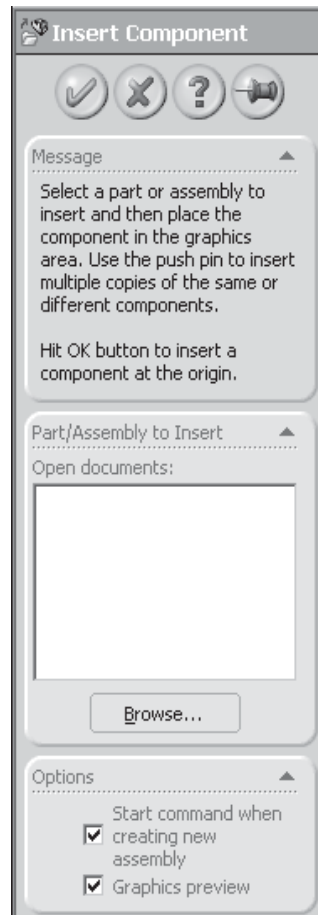 Insert Component
?
Message
Select a part or assembly to
insert and then place the
component in the graphics
area. Use the push pin to insert
multiple copies of the same or
different components.
Hit OK button to insert a
component at the origin.
Part/Assembly to Insert
Open documents:
Browse...
Options
Start command when
creating new
assembly
Graphics preview